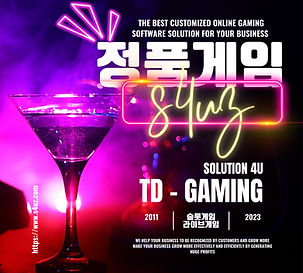 THE BEST CUSTOMIZED ONLINE GAMING
SOFTWARE SOLUTION FOR YOUR BUSINESS
정품게임
s4uz
SOLUTION 4U
TD - GAMING
2011 | 슬롯게임 | 2023
라이브게임
WE HELP YOUR BUSINESS TO BE RECOGNIZED BY CUSTOMERS AND GROW MORE
MAKE YOUR BUSINESS GROW MORE EFFECTIVELY AND EFFICIENTLY BY GENERATING
HUGE PROFITS
https://www.s4uz.com